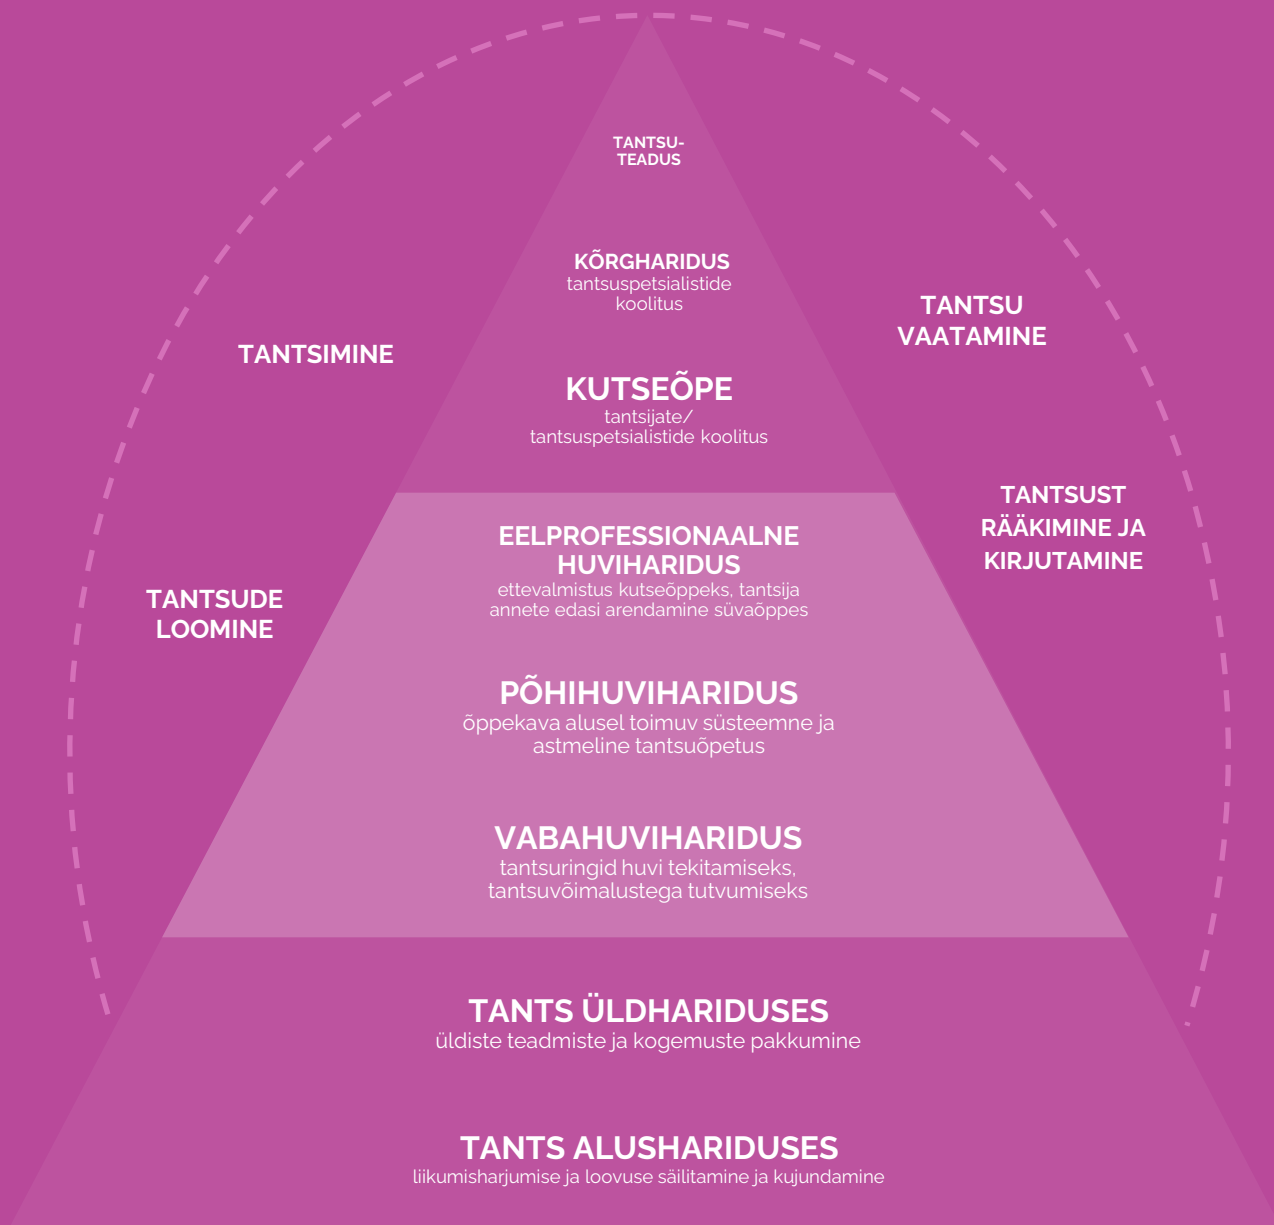 TANTSU-
TEADUS
KÕRGHARIDUS
tantsuspetsialistide
koolitus
TANTSU
VAATAMINE
TANTSIMINE
KUTSEÕPE
tantsijate/
tantsuspetsialistide koolitus
TANTSUST
RÄÄKIMINE JA
KIRJUTAMINE
EELPROFESSIONAALNE
HUVIHARIDUS
ettevalmistus kutseõppeks, tantsija
annete edasi arendamine süvaõppes
TANTSUDE
LOOMINE
PÕHIHUVIHARIDUS
õppekava alusel toimuv süsteemne ja
astmeline tantsuõpetus
VABAHUVIHARIDUS
tantsuringid huvi tekitamiseks,
tantsuvõimalustega tutvumiseks
TANTS ÜLDHARIDUSES
üldiste teadmiste ja kogemuste pakkumine
TANTS ALUSHARIDUSES
liikumisharjumise ja loovuse säilitamine ja kujundamine